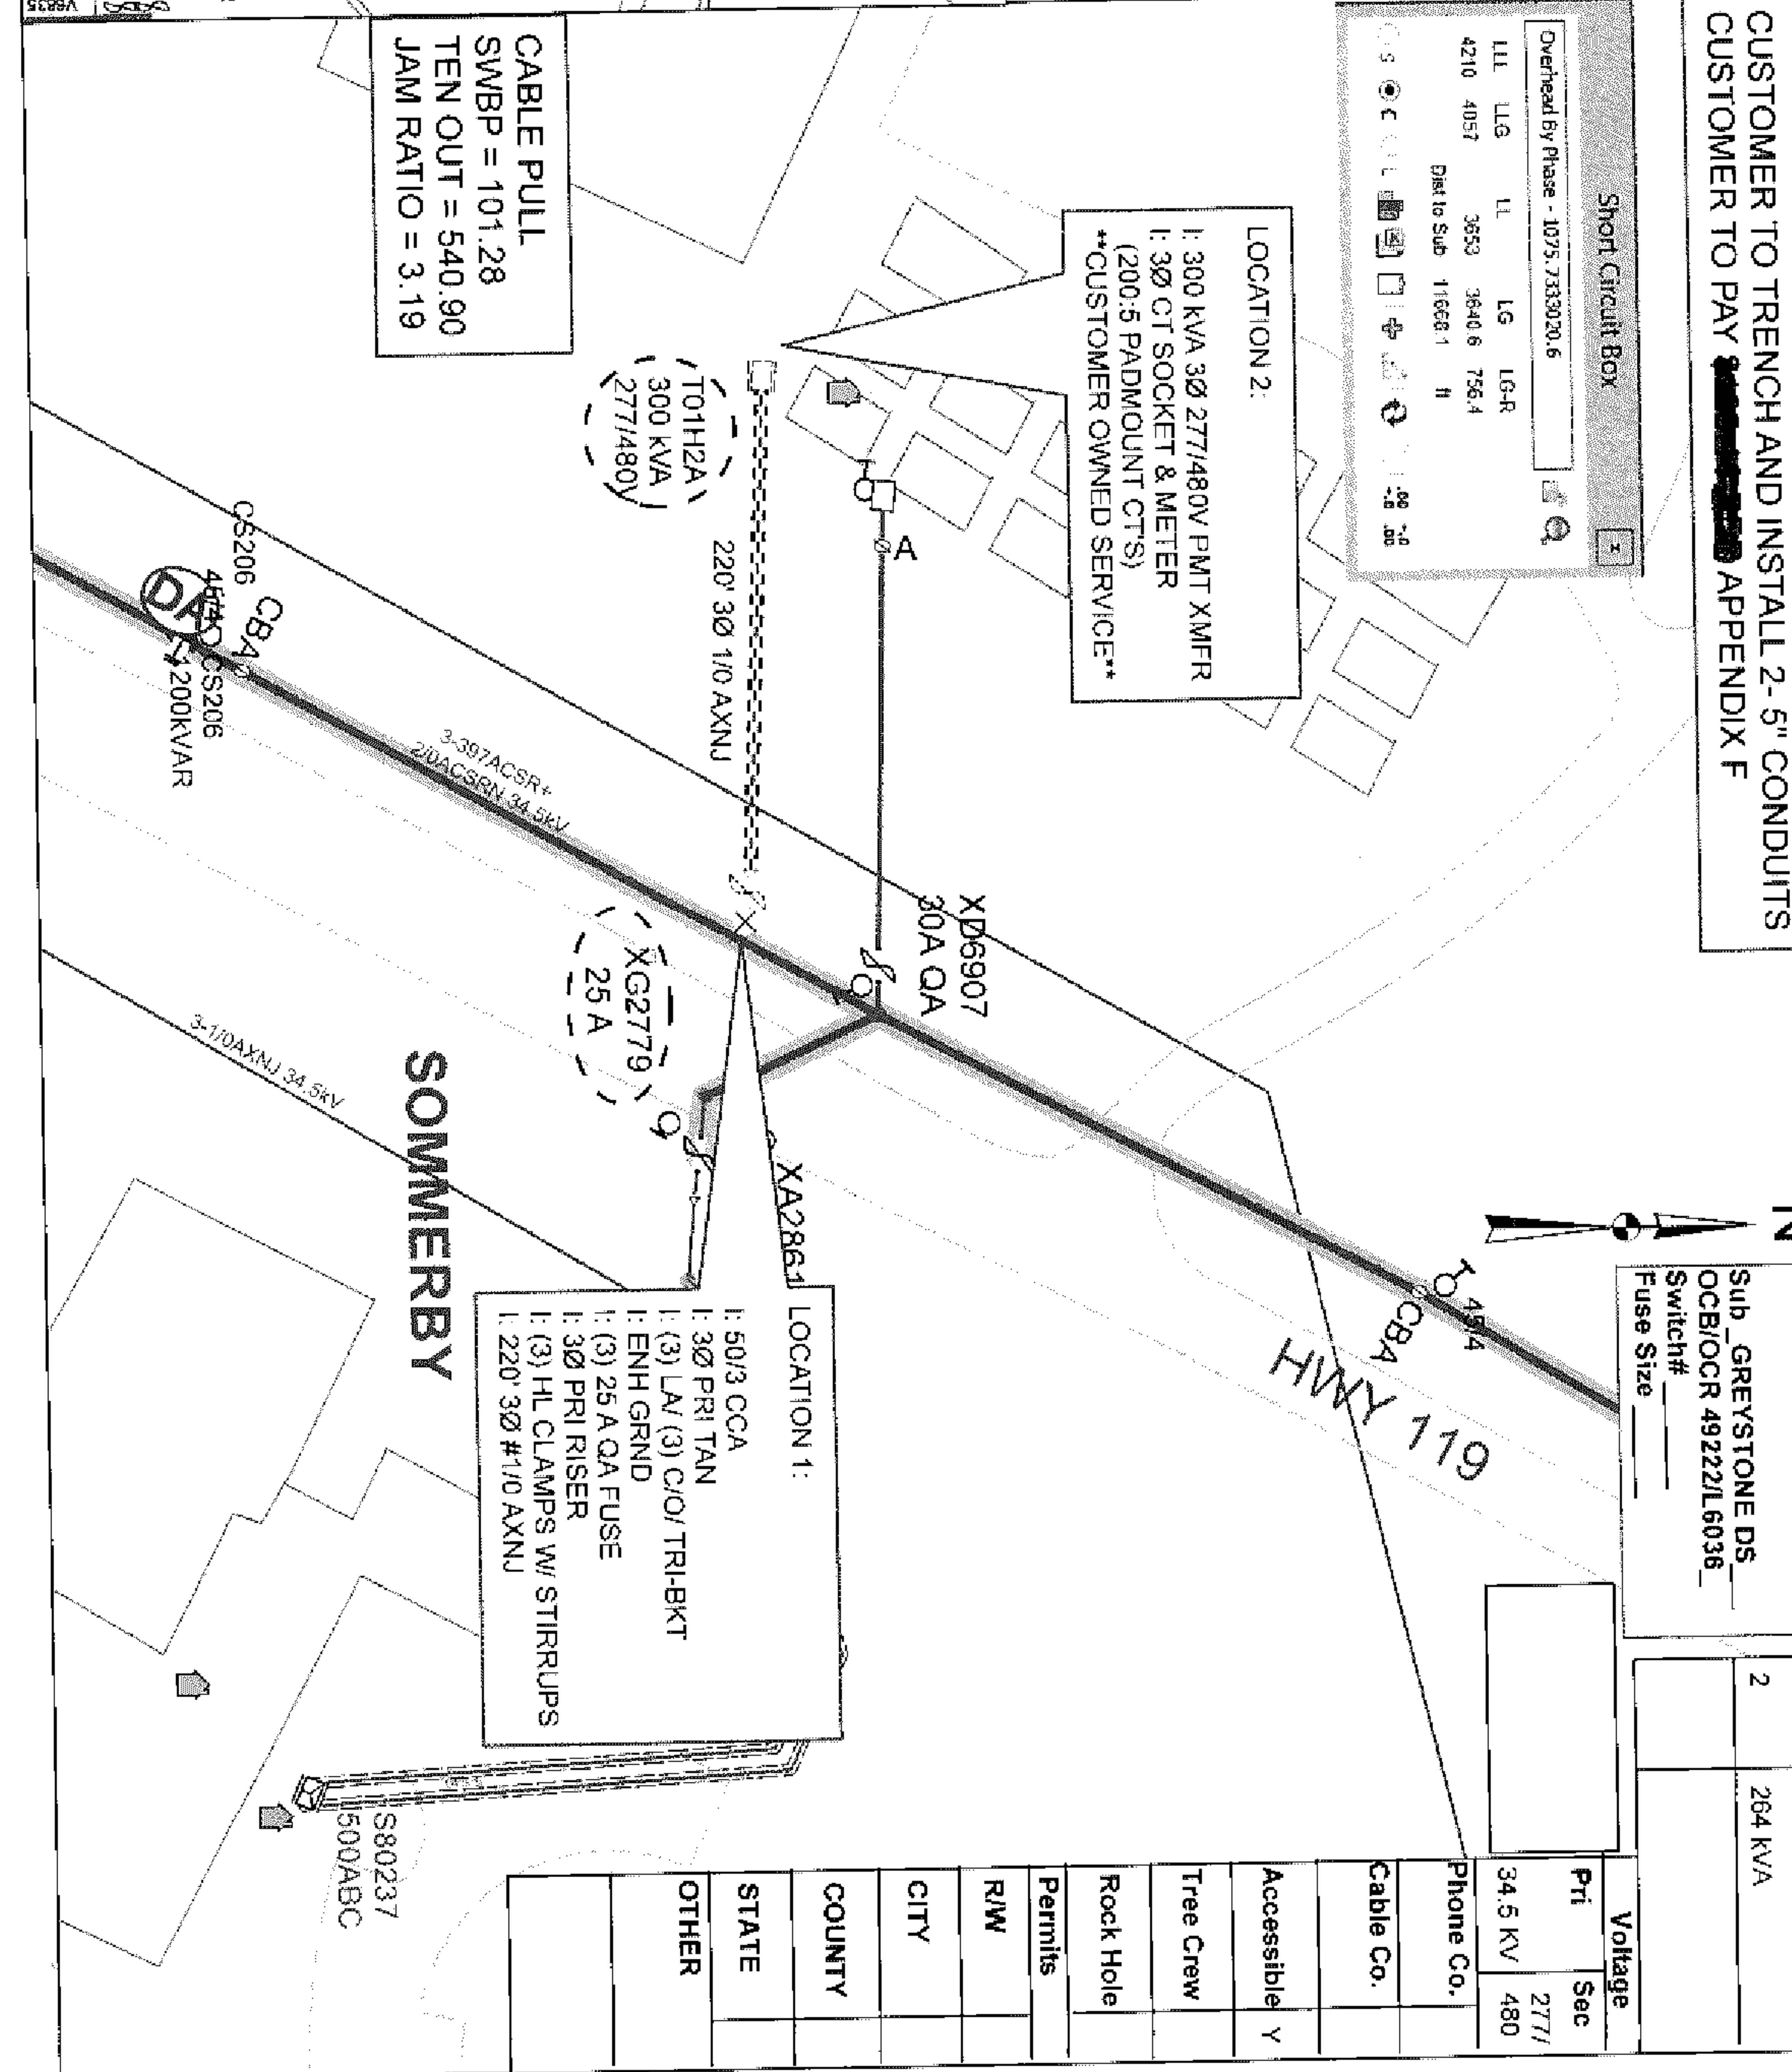 CUSTOMER TO TRENCH AND INSTALL 2- 5" CONDUITS
CUSTOMER TO PAY
APPENDIX F
Short Circuit Box
Overhead By Phase - 1075.7333020.6
LLL LLG LL LG LG-R
4210 4057 3653 3640.6 756.4
Dist to Sub 11668.1 ft
LOCATION 2:
I: 300 kVA 3Ø 277/480V PMT XMFR
I: 3Ø CT SOCKET & METER
(200:5 PADMOUNT CT'S)
**CUSTOMER OWNED SERVICE**
CABLE PULL
SWBP = 101.28
TEN OUT = 540.90
JAM RATIO = 3.19
T01H2A
300 kVA
277/480V
A
220' 3Ø 1/0 AXNJ
XD6907
30A QA
CS206
CBA
DA
CS206
1200KVAR
3-397ACSR+
2/0ACSRN 34.5kV
XG2779
25 A
3-1/0AXNJ 34.5kV
SOMMERBY
XA2861
LOCATION 1:
I: 50/3 CCA
I: 3Ø PRI TAN
I: (3) LA/ (3) C/O/ TRI-BKT
I: ENH GRND
I: (3) 25 A QA FUSE
I: 3Ø PRI RISER
I: (3) HL CLAMPS W/ STIRRUPS
I: 220' 3Ø #1/0 AXNJ
45/4
CBA
HWY 119
N
Sub_GREYSTONE DS_
OCB/OCR 49222/L6036_
Switch#
Fuse Size
2 264 kVA
Voltage
Pri Sec
34.5 KV 277/
480
Phone Co.
Cable Co.
Accessible Y
Tree Crew
Rock Hole
Permits
R/W
CITY
COUNTY
STATE
OTHER
S80237
500ABC